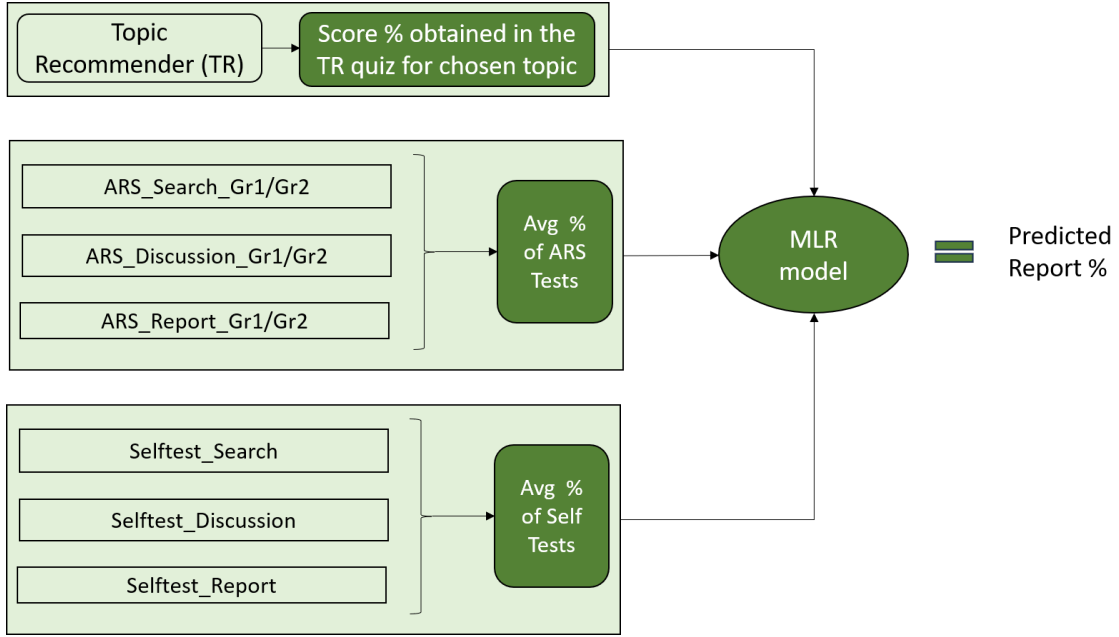 Topic
Recommender (TR)
Score % obtained in the
TR quiz for chosen topic
ARS_Search_Gr1/Gr2
ARS_Discussion_Gr1/Gr2
ARS_Report_Gr1/Gr2
Avg %
of ARS
Tests
MLR
model
Predicted
Report %
Selftest_Search
Selftest_Discussion
Selftest_Report
Avg %
of Self
Tests